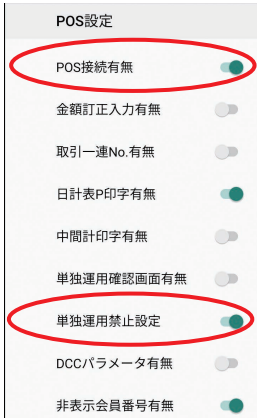 POS設定
POS接続有無
金額訂正入力有無
取引一連No.有無
日計表P印字有無
中間計印字有無
単独運用確認画面有無
単独運用禁止設定
DCCパラメータ有無
非表示会員番号有無